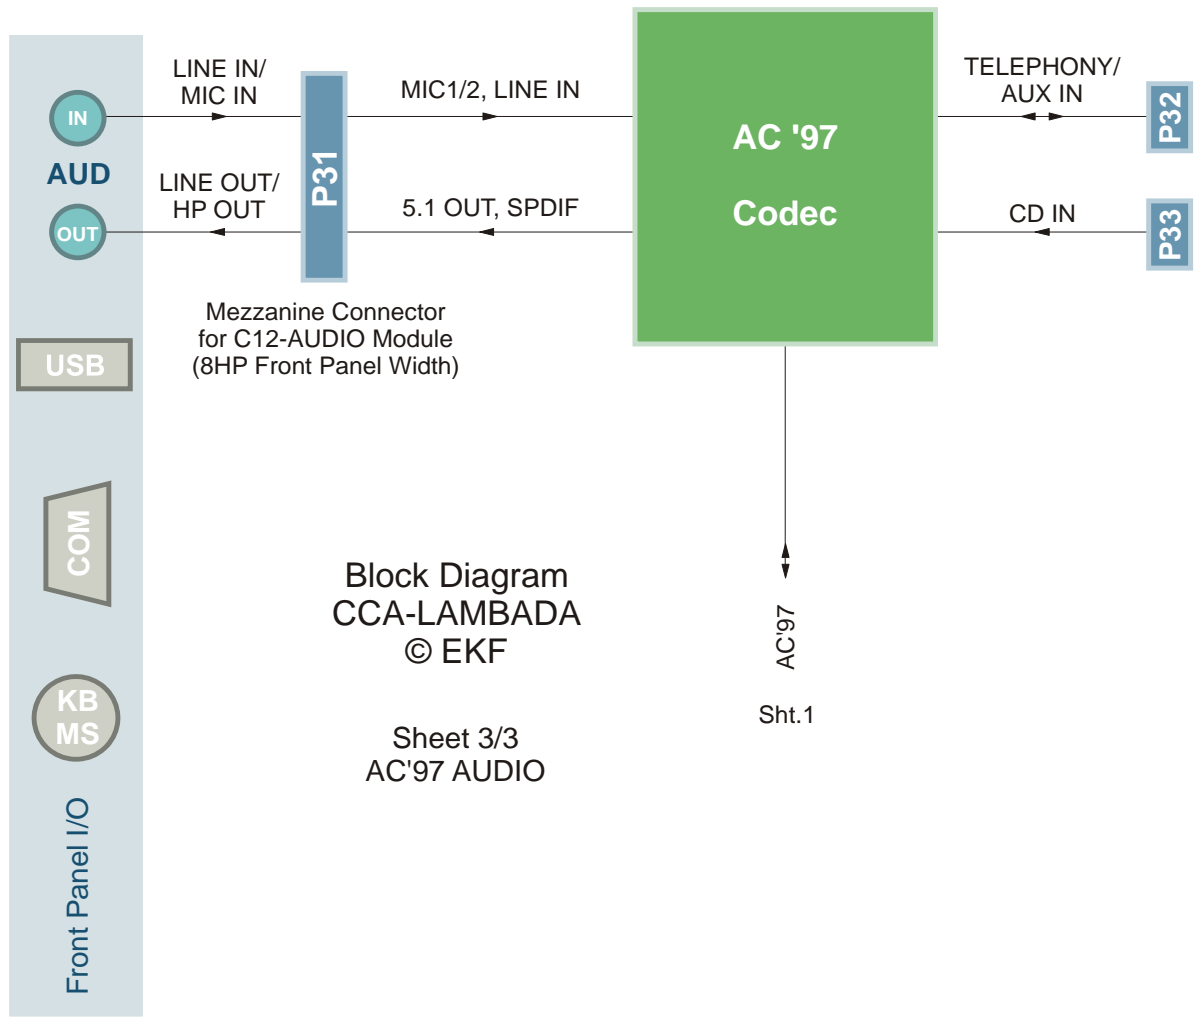 LINE IN/
MIC IN
IN
AUD
LINE OUT/
HP OUT
OUT
P31
MIC1/2, LINE IN
5.1 OUT, SPDIF
AC '97
Codec
TELEPHONY/
AUX IN
P32
CD IN
P33
Mezzanine Connector
for C12-AUDIO Module
(8HP Front Panel Width)
USB
COM
KB
MS
Front Panel I/O
Block Diagram
CCA-LAMBADA
© EKF
Sheet 3/3
AC'97 AUDIO
AC'97
Sht.1